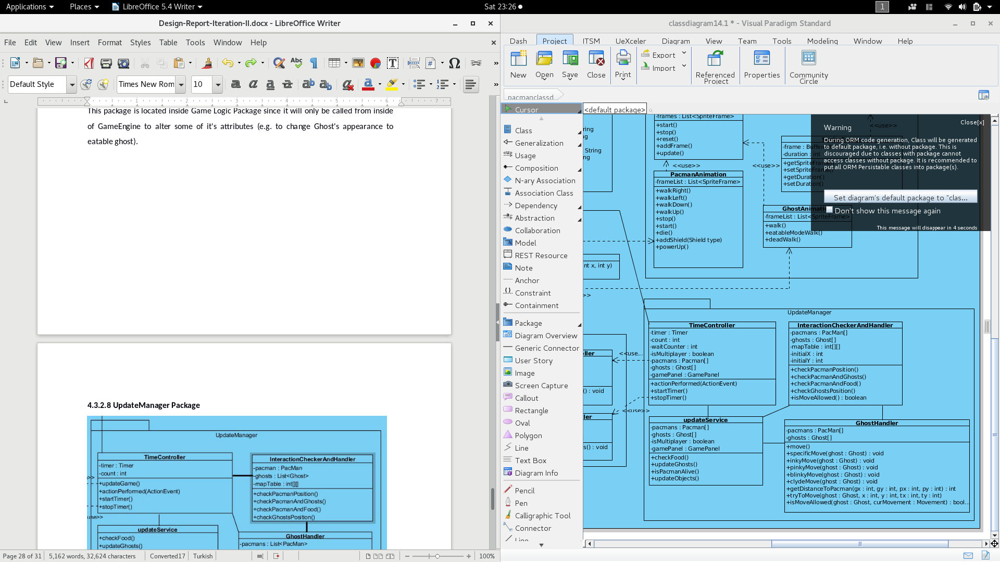 Applications
Places
LibreOffice 5.4 Writer
Sat 23:26
1
Design-Report-Iteration-II.docx - LibreOffice Writer
File Edit View Insert Format Styles Table Tools Window Help
Default Style
Times New Rom
10
1 2 3 4 5 6 7
This package is located inside Game Logic Package since it will only be called from inside
of GameEngine to alter some of it's attributes (e.g. to change Ghost's appearance to
eatable ghost).
4.3.2.8 UpdateManager Package
UpdateManager
TimeController
-timer : Timer
-count : int
+updateGame()
+actionPerformed(ActionEvent)
+startTimer()
+stopTimer()
InteractionCheckerAndHandler
-pacman : PacMan
-ghosts : List<Ghost>
-mapTable : int[][]
+checkPacmanPosition()
+checkPacmanAndGhosts()
+checkPacmanAndFood()
+checkGhostsPosition()
updateService
+checkFood()
+updateGhosts()
GhostHandler
-pacmans : List<PacMan>
Page 28 of 31
5,162 words, 32,624 characters
Converted17
Turkish
100%
classdiagram14.1 * - Visual Paradigm Standard
Dash Project ITSM UeXceler Diagram View Team Tools Modeling Window Help
New
Open
Save
Close
Print
Export
Import
Referenced
Project
Properties
Community
Circle
pacmanclassd
Cursor
<default package>
Class
Generalization
Usage
Composition
N-ary Association
Association Class
Dependency
Abstraction
Collaboration
Model
REST Resource
Note
Anchor
Constraint
Containment
Package
Diagram Overview
Generic Connector
User Story
Image
Screen Capture
Callout
Rectangle
Oval
Polygon
Line
Text Box
Diagram Info
Pencil
Pen
Calligraphic Tool
Connector
Line
String
-frames : List<SpriteFrame>
+start()
+stop()
+reset()
+addFrame()
+update()
<<use>>
PacmanAnimation
-frameList : List<SpriteFrame>
+walkRight()
+walkLeft()
+walkDown()
+walkUp()
+stop()
+start()
+die()
+addShield(Shield type)
+powerUp()
<<use>>
<<use>>
-duration : int
+getDuration()
+setDuration()
-frameList : List<SpriteFrame>
+walk()
+eatableModeWalk()
+deadWalk()
Close[x]
Warning
During ORM code generation, Class will be generated
to default package, i.e. without package. This is
discouraged due to classes with package cannot
access classes without package. It is recommended to
put all ORM Persistable classes into package(s).
Set diagram's default package to "clas...
Don't show this message again
This message will disappear in 4 seconds
nt x, int y)
UpdateManager
TimeController
-timer : Timer
-count : int
-waitCounter : int
-isMultiplayer : boolean
-pacmans : Pacman[]
-ghosts : Ghost[]
-gamePanel : GamePanel
+actionPerformed(ActionEvent)
+startTimer()
+stopTimer()
InteractionCheckerAndHandler
-pacmans : PacMan[]
-ghosts : Ghost[]
-mapTable : int[][]
-initialX : int
-initialY : int
+checkPacmanPosition()
+checkPacmanAndGhosts()
+checkPacmanAndFood()
+checkGhostsPosition()
+isMoveAllowed() : boolean
ller
() : void
<<use...
<<use>>
ler
s() : void
updateService
-pacmans : Pacman[]
-ghosts : Ghost[]
-isMultiplayer : boolean
-gamePanel : GamePanel
+checkFood()
+updateGhosts()
+isPacmanAlive()
+updateObjects()
GhostHandler
-pacmans : PacMan[]
-ghosts : Ghost[]
+move()
+specificMove(ghost : Ghost) : void
+inkyMove(ghost : Ghost) : void
+pinkyMove(ghost : Ghost) : void
+blinkyMove(ghost : Ghost) : void
+clydeMove(ghost : Ghost) : void
+getDistanceToPacman(gx : int, gy : int, px : int, py : int) : int
+tryToMove(ghost : Ghost, x : int, y : int, tx : int, ty : int)
+isMoveAllowed(ghost : Ghost, curMovement : Movement) : bool...